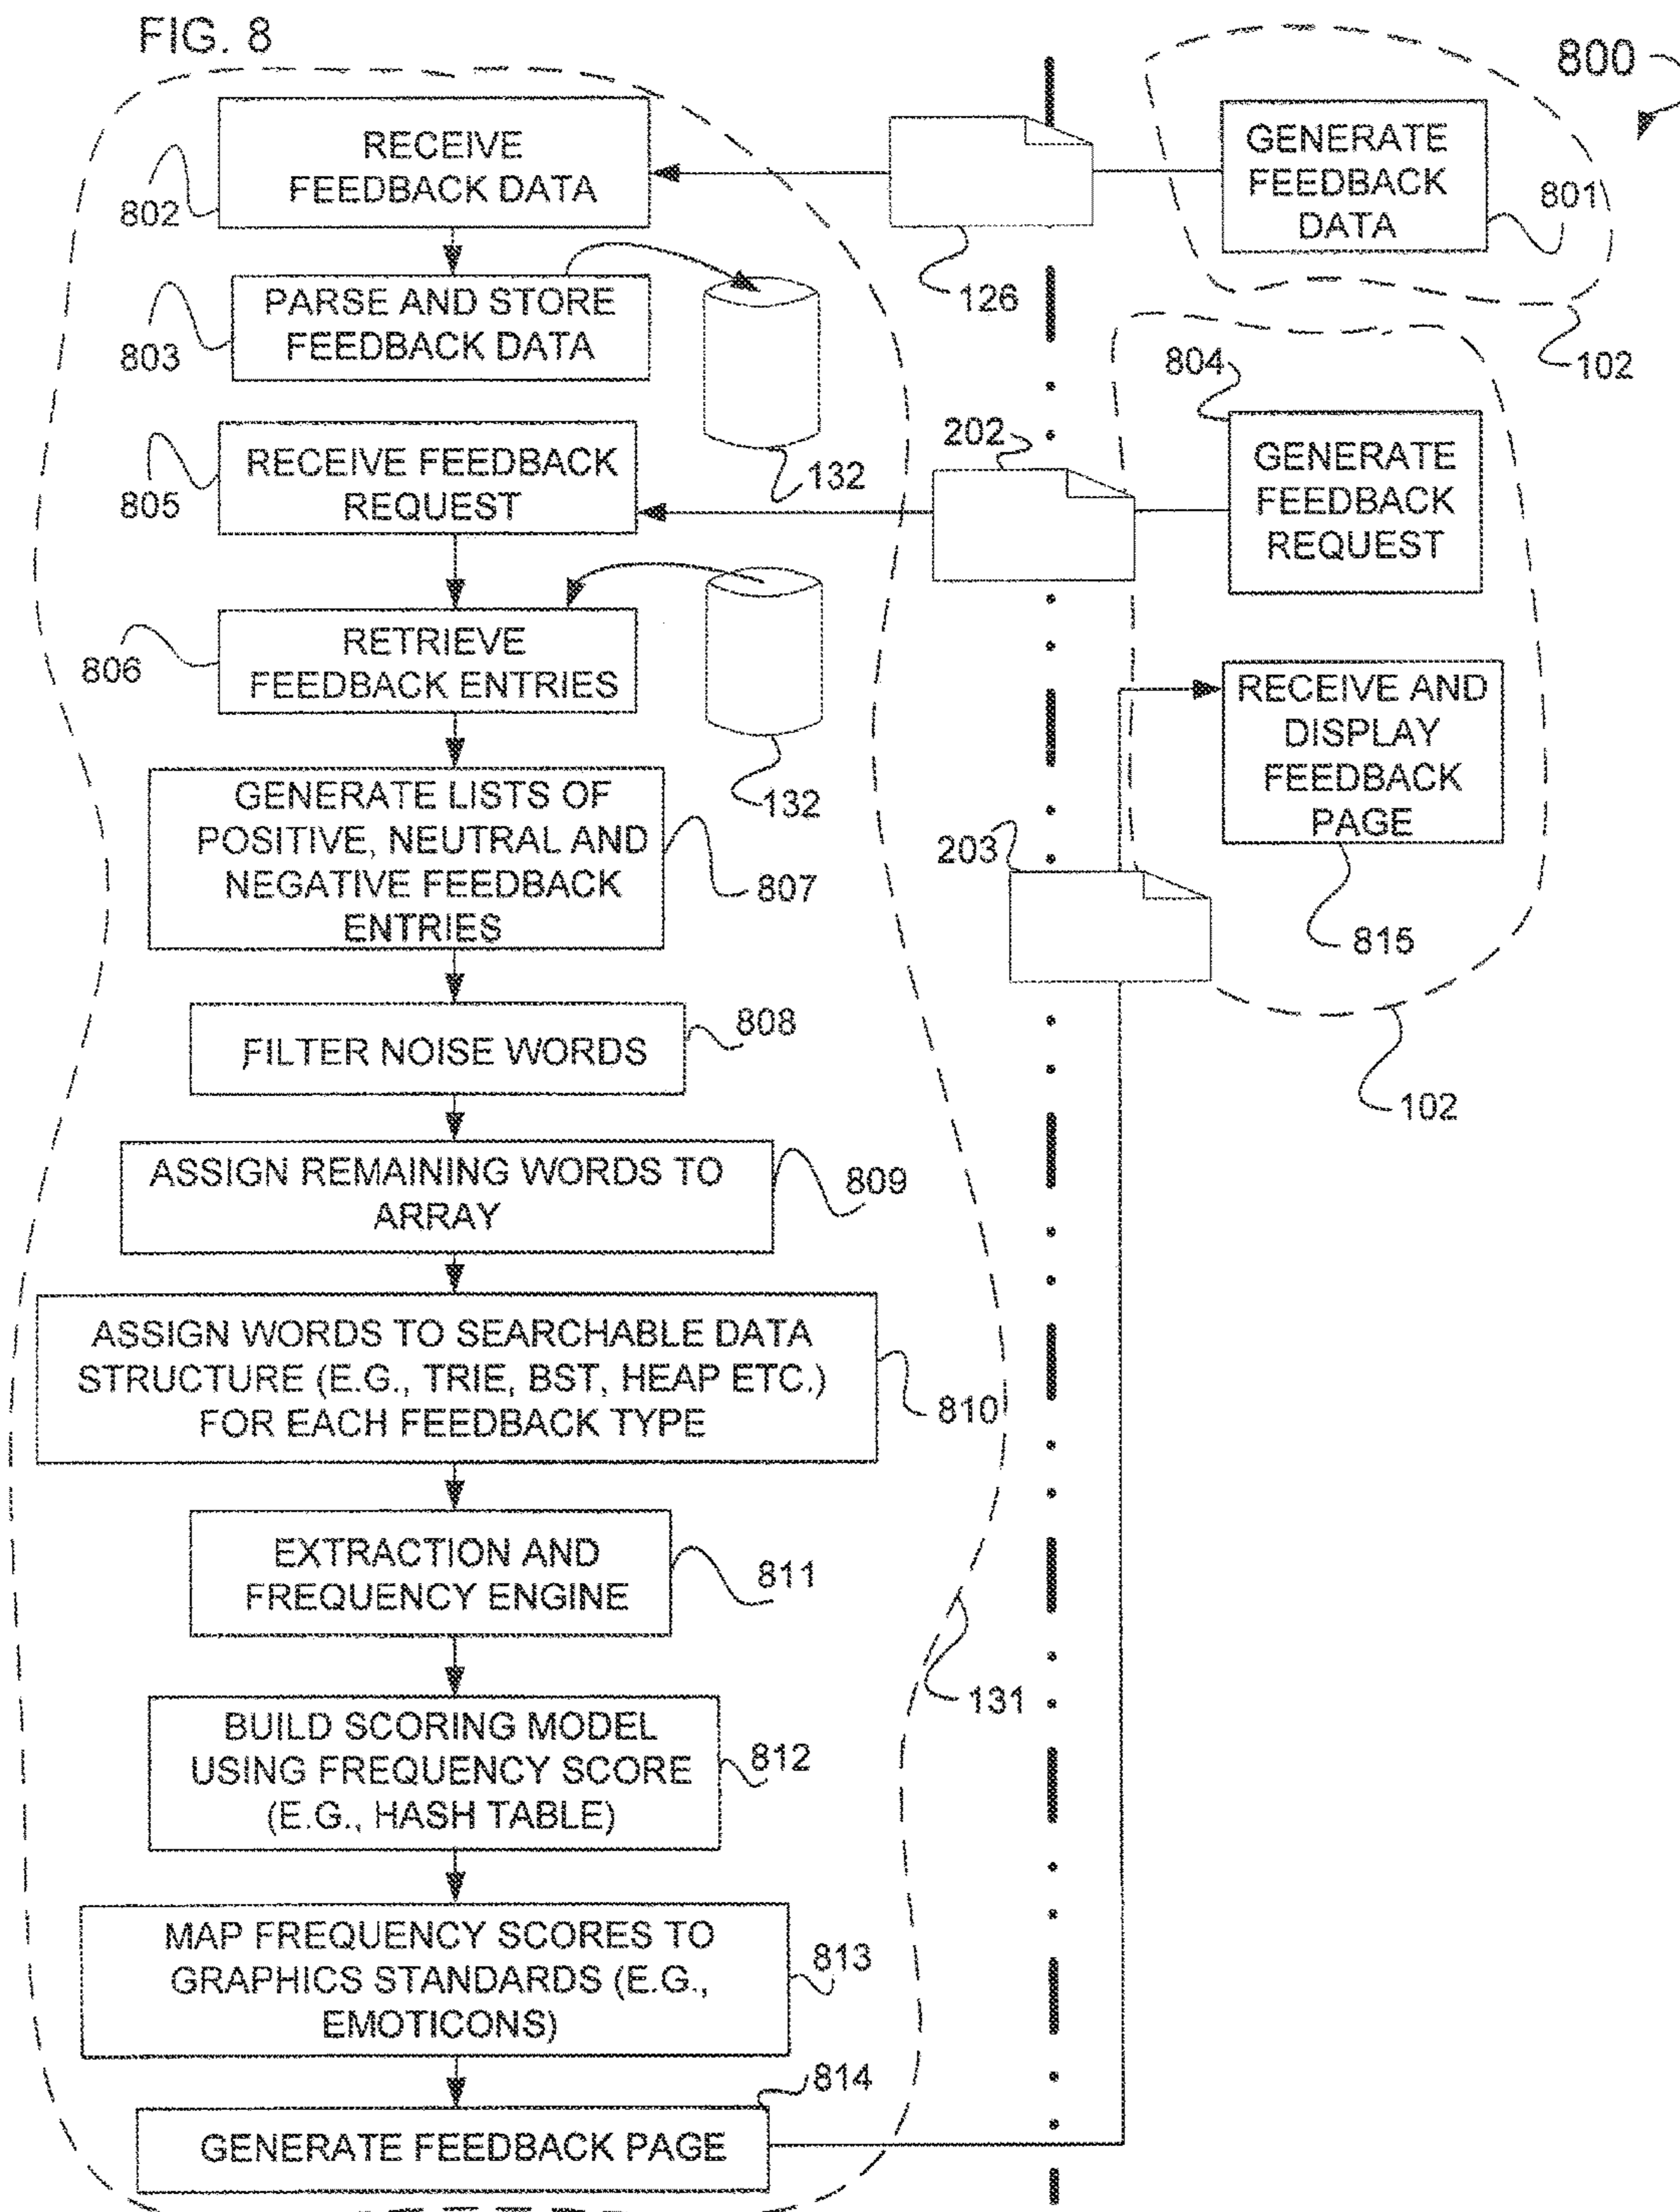 FIG. 8
800
RECEIVE
FEEDBACK DATA
802
126
GENERATE
FEEDBACK
DATA
801
102
PARSE AND STORE
FEEDBACK DATA
803
132
804
GENERATE
FEEDBACK
REQUEST
202
RECEIVE FEEDBACK
REQUEST
805
RETRIEVE
FEEDBACK ENTRIES
806
132
RECEIVE AND
DISPLAY
FEEDBACK
PAGE
815
203
102
GENERATE LISTS OF
POSITIVE, NEUTRAL AND
NEGATIVE FEEDBACK
ENTRIES
807
FILTER NOISE WORDS
808
ASSIGN REMAINING WORDS TO
ARRAY
809
ASSIGN WORDS TO SEARCHABLE DATA
STRUCTURE (E.G., TRIE, BST, HEAP ETC.)
FOR EACH FEEDBACK TYPE
810
EXTRACTION AND
FREQUENCY ENGINE
811
131
BUILD SCORING MODEL
USING FREQUENCY SCORE
(E.G., HASH TABLE)
812
MAP FREQUENCY SCORES TO
GRAPHICS STANDARDS (E.G.,
EMOTICONS)
813
814
GENERATE FEEDBACK PAGE